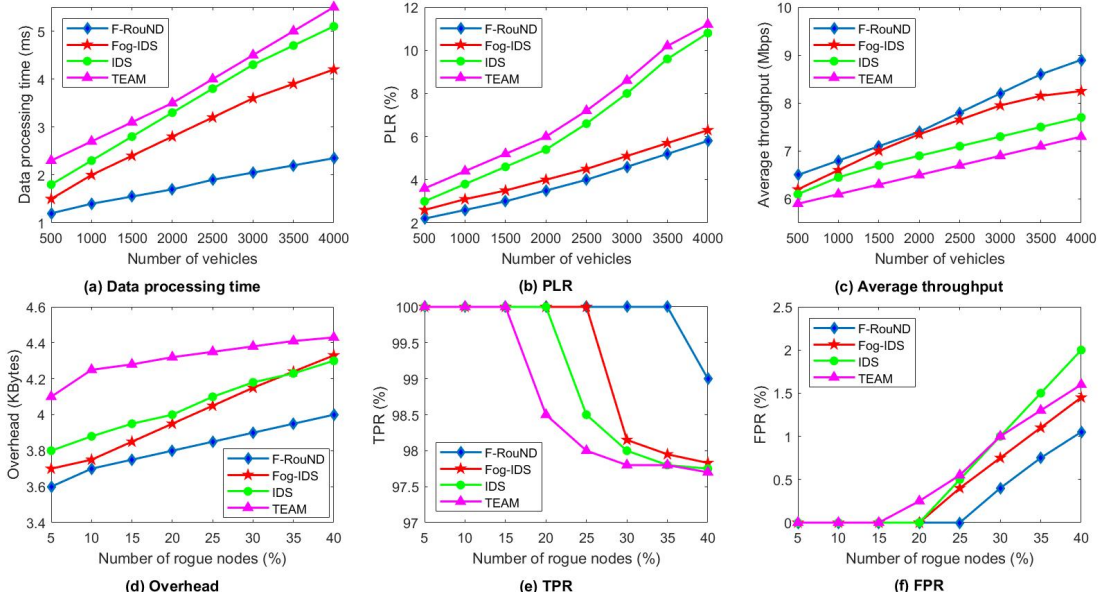 Data processing time (ms)
5
4
3
2
1
F-RouND
Fog-IDS
IDS
TEAM
500 1000 1500 2000 2500 3000 3500 4000
Number of vehicles
(a) Data processing time
PLR (%)
12
10
8
6
4
2
F-RouND
Fog-IDS
IDS
TEAM
500 1000 1500 2000 2500 3000 3500 4000
Number of vehicles
(b) PLR
Average throughput (Mbps)
10
9
8
7
6
F-RouND
Fog-IDS
IDS
TEAM
500 1000 1500 2000 2500 3000 3500 4000
Number of vehicles
(c) Average throughput
Overhead (KBytes)
4.6
4.4
4.2
4
3.8
3.6
3.4
F-RouND
Fog-IDS
IDS
TEAM
5 10 15 20 25 30 35 40
Number of rogue nodes (%)
(d) Overhead
TPR (%)
100
99.5
99
98.5
98
97.5
97
F-RouND
Fog-IDS
IDS
TEAM
5 10 15 20 25 30 35 40
Number of rogue nodes (%)
(e) TPR
FPR (%)
2.5
2
1.5
1
0.5
0
F-RouND
Fog-IDS
IDS
TEAM
5 10 15 20 25 30 35 40
Number of rogue nodes (%)
(f) FPR